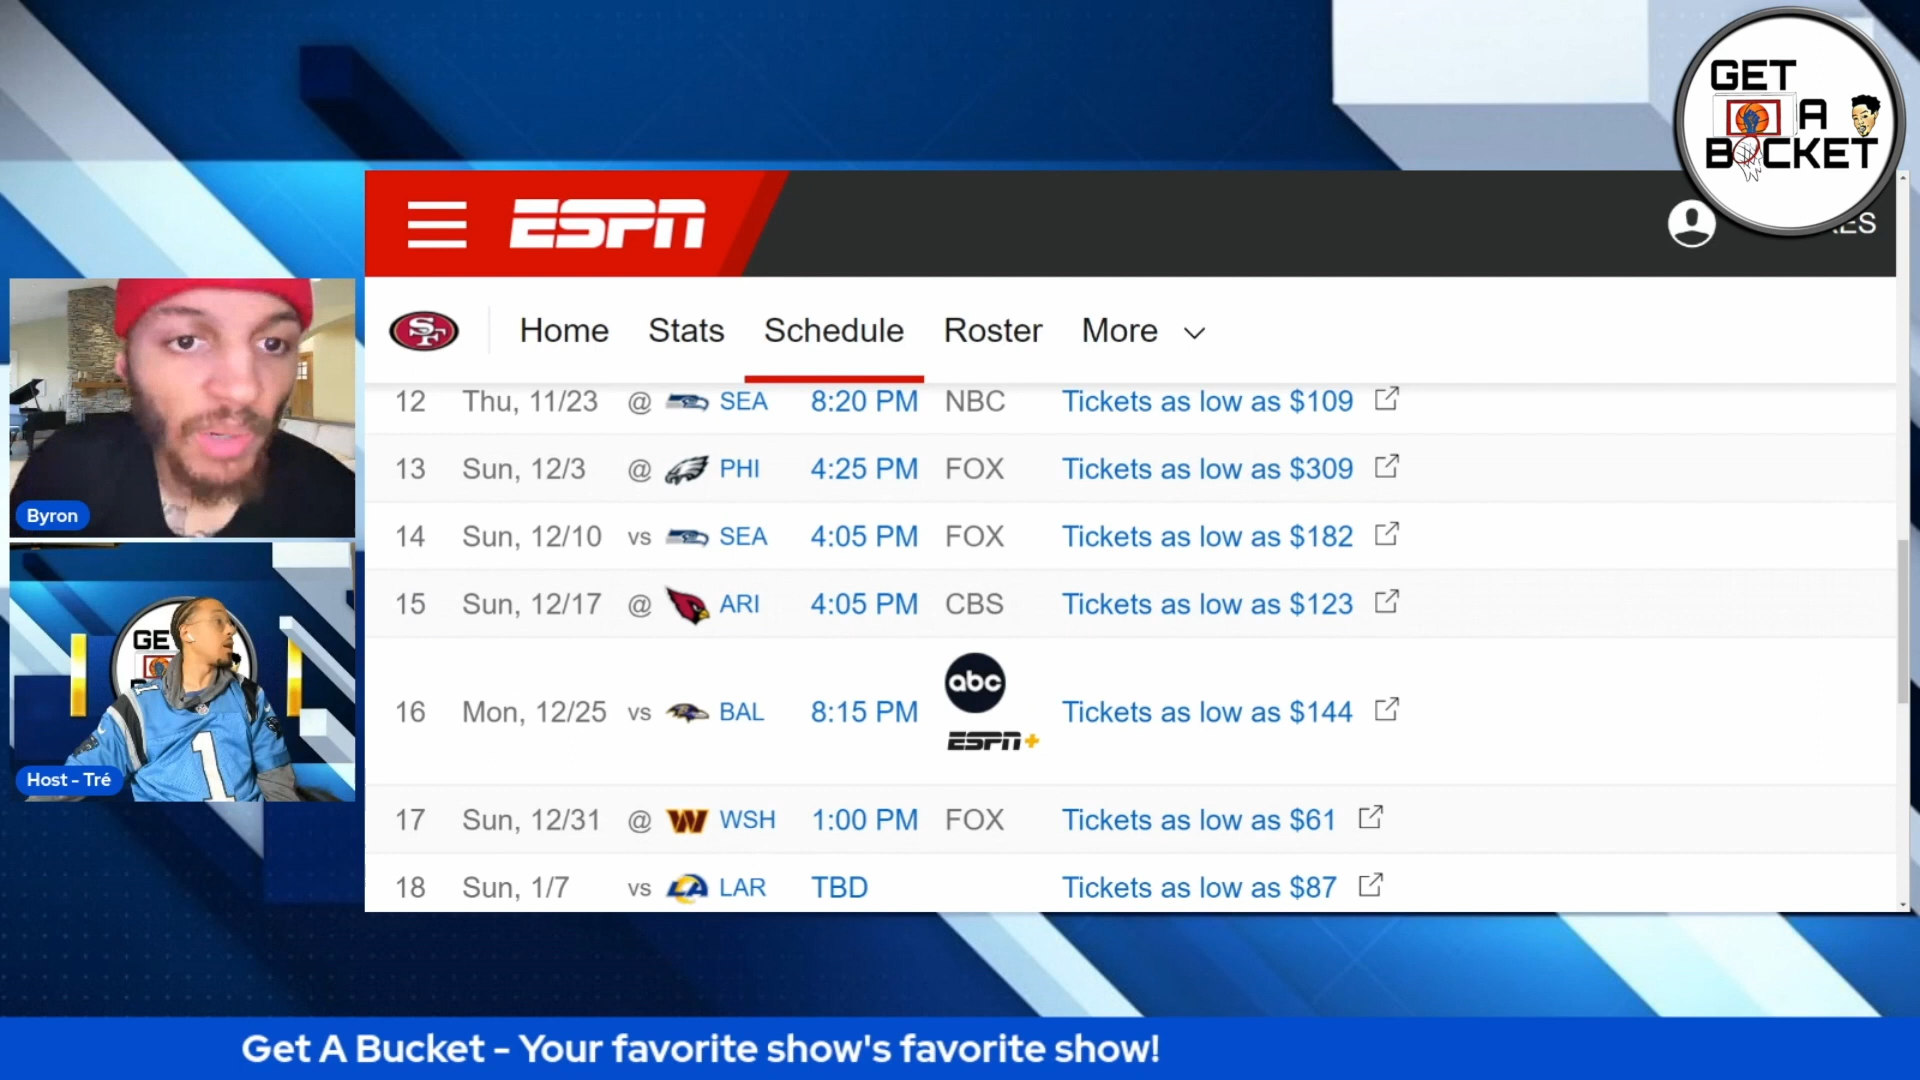 GET
A
BUCKET
ESPN
ES
SF
Home Stats Schedule Roster More
12 Thu, 11/23 @ SEA 8:20 PM NBC Tickets as low as $109
13 Sun, 12/3 @ PHI 4:25 PM FOX Tickets as low as $309
14 Sun, 12/10 vs SEA 4:05 PM FOX Tickets as low as $182
15 Sun, 12/17 @ ARI 4:05 PM CBS Tickets as low as $123
16 Mon, 12/25 vs BAL 8:15 PM abc ESPN+ Tickets as low as $144
17 Sun, 12/31 @ W WSH 1:00 PM FOX Tickets as low as $61
18 Sun, 1/7 vs LA LAR TBD Tickets as low as $87
Byron
GE
1
1
Host - Tré
Get A Bucket - Your favorite show's favorite show!